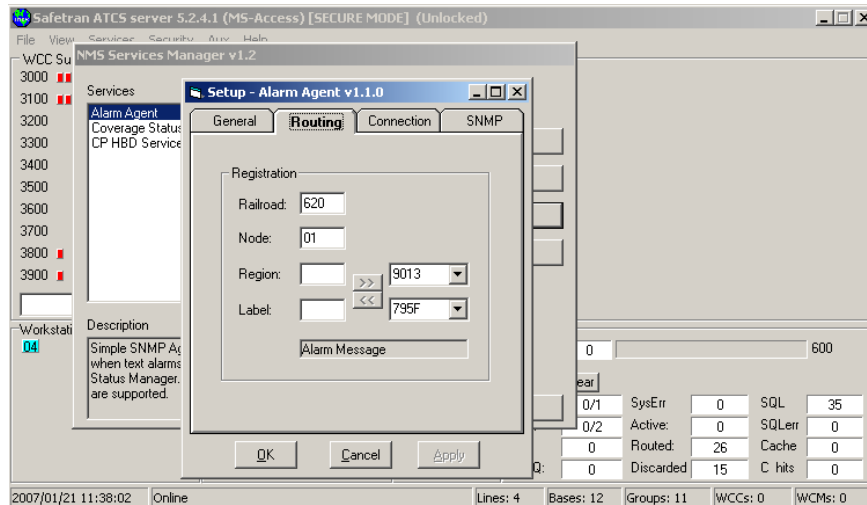 Safetran ATCS server 5.2.4.1 (MS-Access) [SECURE MODE] (Unlocked)
File View Services Security Aux Help
WCC Su
NMS Services Manager v1.2
3000
3100
3200
3300
3400
3500
3600
3700
3800
3900
Services
Alarm Agent
Coverage Status
CP HBD Service
Description
Simple SNMP Ag
when text alarms
Status Manager.
are supported.
Setup - Alarm Agent v1.1.0
General Routing Connection SNMP
Registration
Railroad: 620
Node: 01
Region: >> 9013
Label: << 795F
Alarm Message
OK Cancel Apply
Workstati
04
0 600
ear
0/1 SysErr 0 SQL 35
0/2 Active: 0 SQLerr 0
0 Routed: 26 Cache 0
Q: 0 Discarded 15 C hits 0
2007/01/21 11:38:02 Online Lines: 4 Bases: 12 Groups: 11 WCCs: 0 WCMs: 0